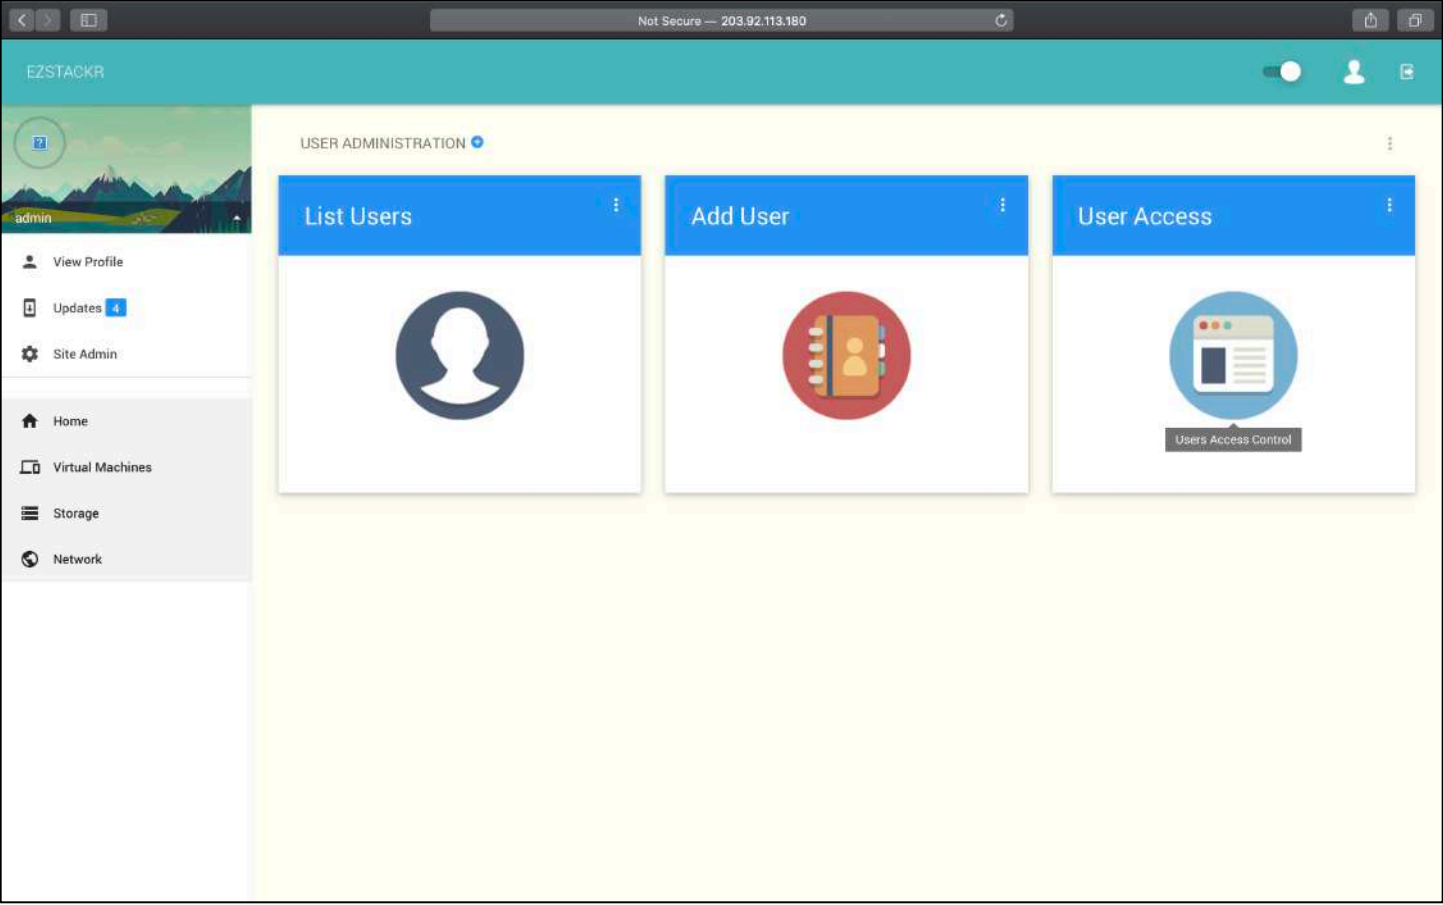 Not Secure — 203.92.113.180
EZSTACKR
USER ADMINISTRATION
admin
View Profile
Updates 4
Site Admin
Home
Virtual Machines
Storage
Network
List Users
Add User
User Access
Users Access Control